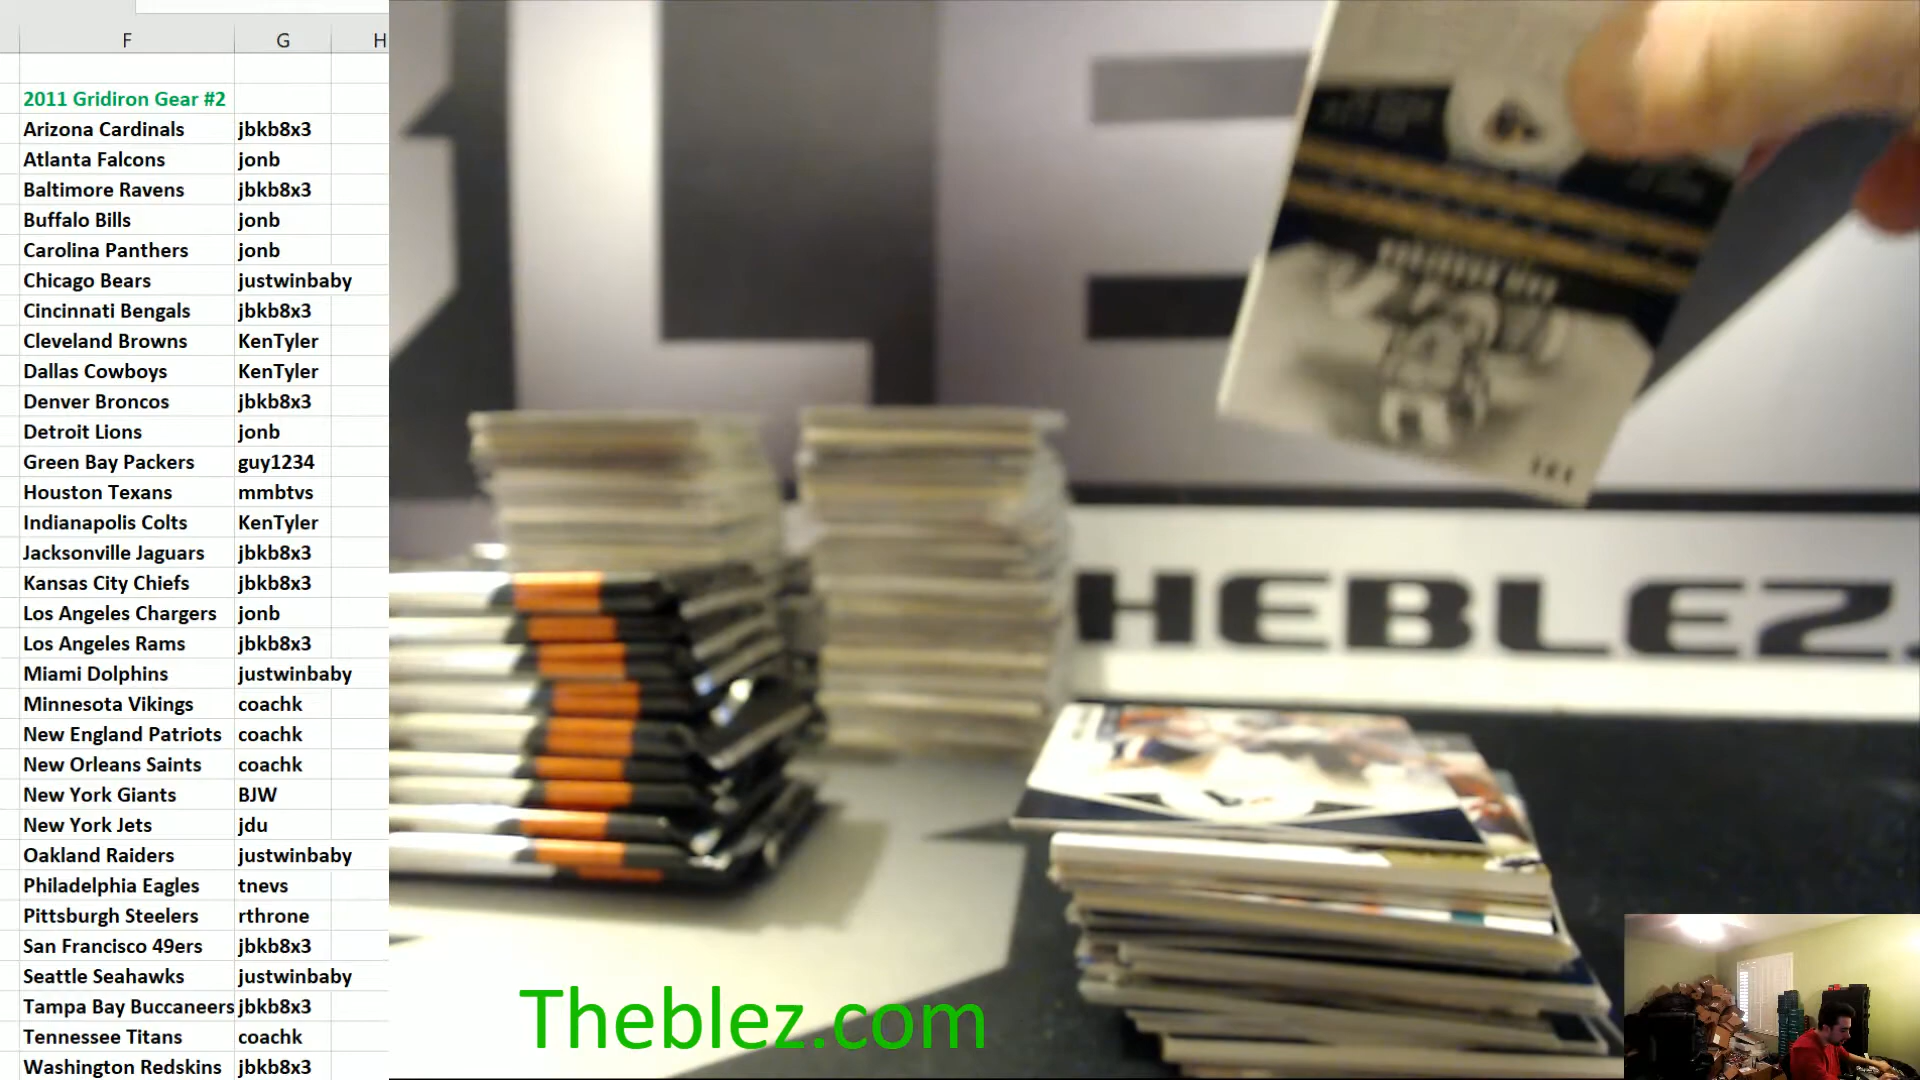 F G H
2011 Gridiron Gear #2
Arizona Cardinals jbkb8x3
Atlanta Falcons jonb
Baltimore Ravens jbkb8x3
Buffalo Bills jonb
Carolina Panthers jonb
Chicago Bears justwinbaby
Cincinnati Bengals jbkb8x3
Cleveland Browns KenTyler
Dallas Cowboys KenTyler
Denver Broncos jbkb8x3
Detroit Lions jonb
Green Bay Packers guy1234
Houston Texans mmbtvs
Indianapolis Colts KenTyler
Jacksonville Jaguars jbkb8x3
Kansas City Chiefs jbkb8x3
Los Angeles Chargers jonb
Los Angeles Rams jbkb8x3
Miami Dolphins justwinbaby
Minnesota Vikings coachk
New England Patriots coachk
New Orleans Saints coachk
New York Giants BJW
New York Jets jdu
Oakland Raiders justwinbaby
Philadelphia Eagles tnevs
Pittsburgh Steelers rthrone
San Francisco 49ers jbkb8x3
Seattle Seahawks justwinbaby
Tampa Bay Buccaneers jbkb8x3
Tennessee Titans coachk
Washington Redskins jbkb8x3
LE
HEBLEZ.
Theblez.com